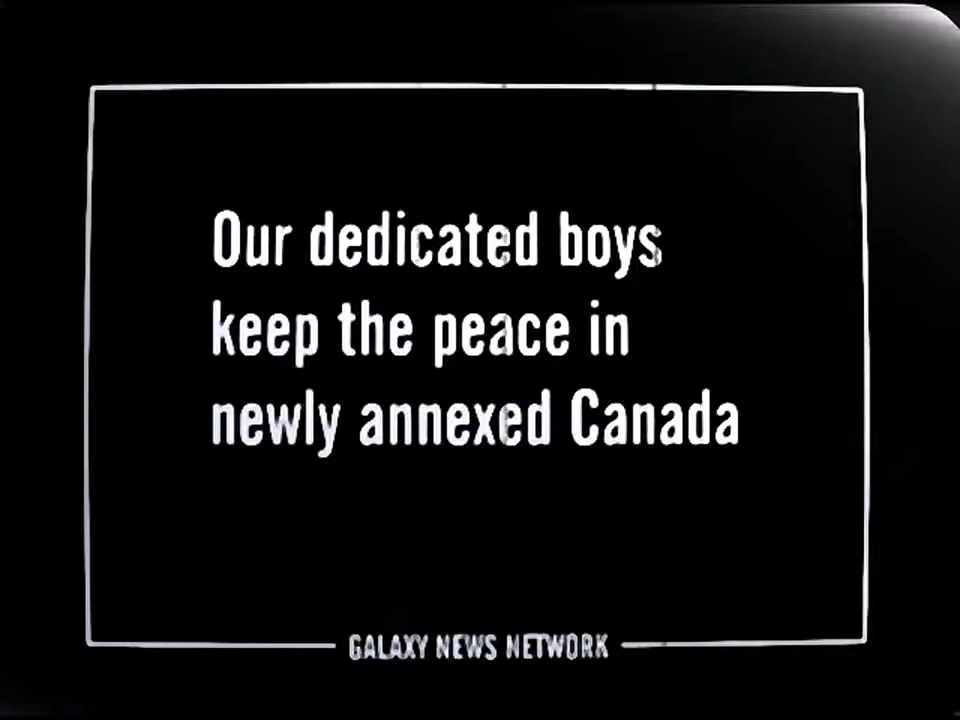 Our dedicated boys
keep the peace in
newly annexed Canada
GALAXY NEWS NETWORK